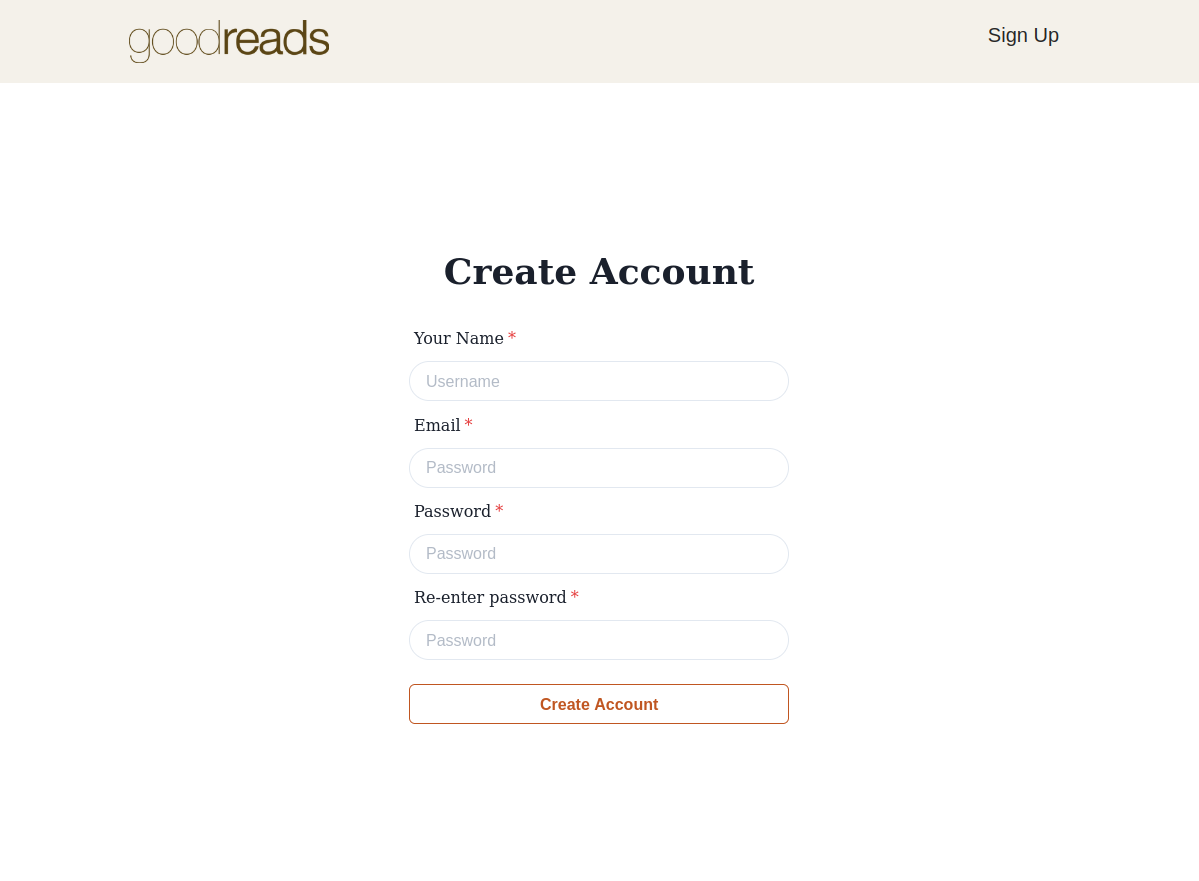 goodreads
Sign Up
Create Account
Your Name *
Username
Email *
Password
Password *
Password
Re-enter password *
Password
Create Account